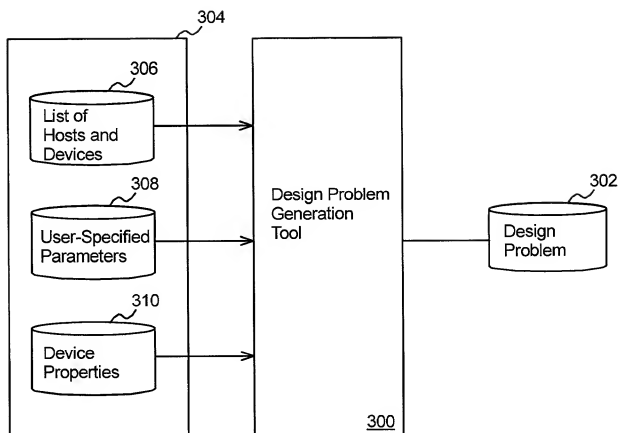 304
306
List of
Hosts and
Devices
308
User-Specified
Parameters
310
Device
Properties
Design Problem
Generation
Tool
300
302
Design
Problem